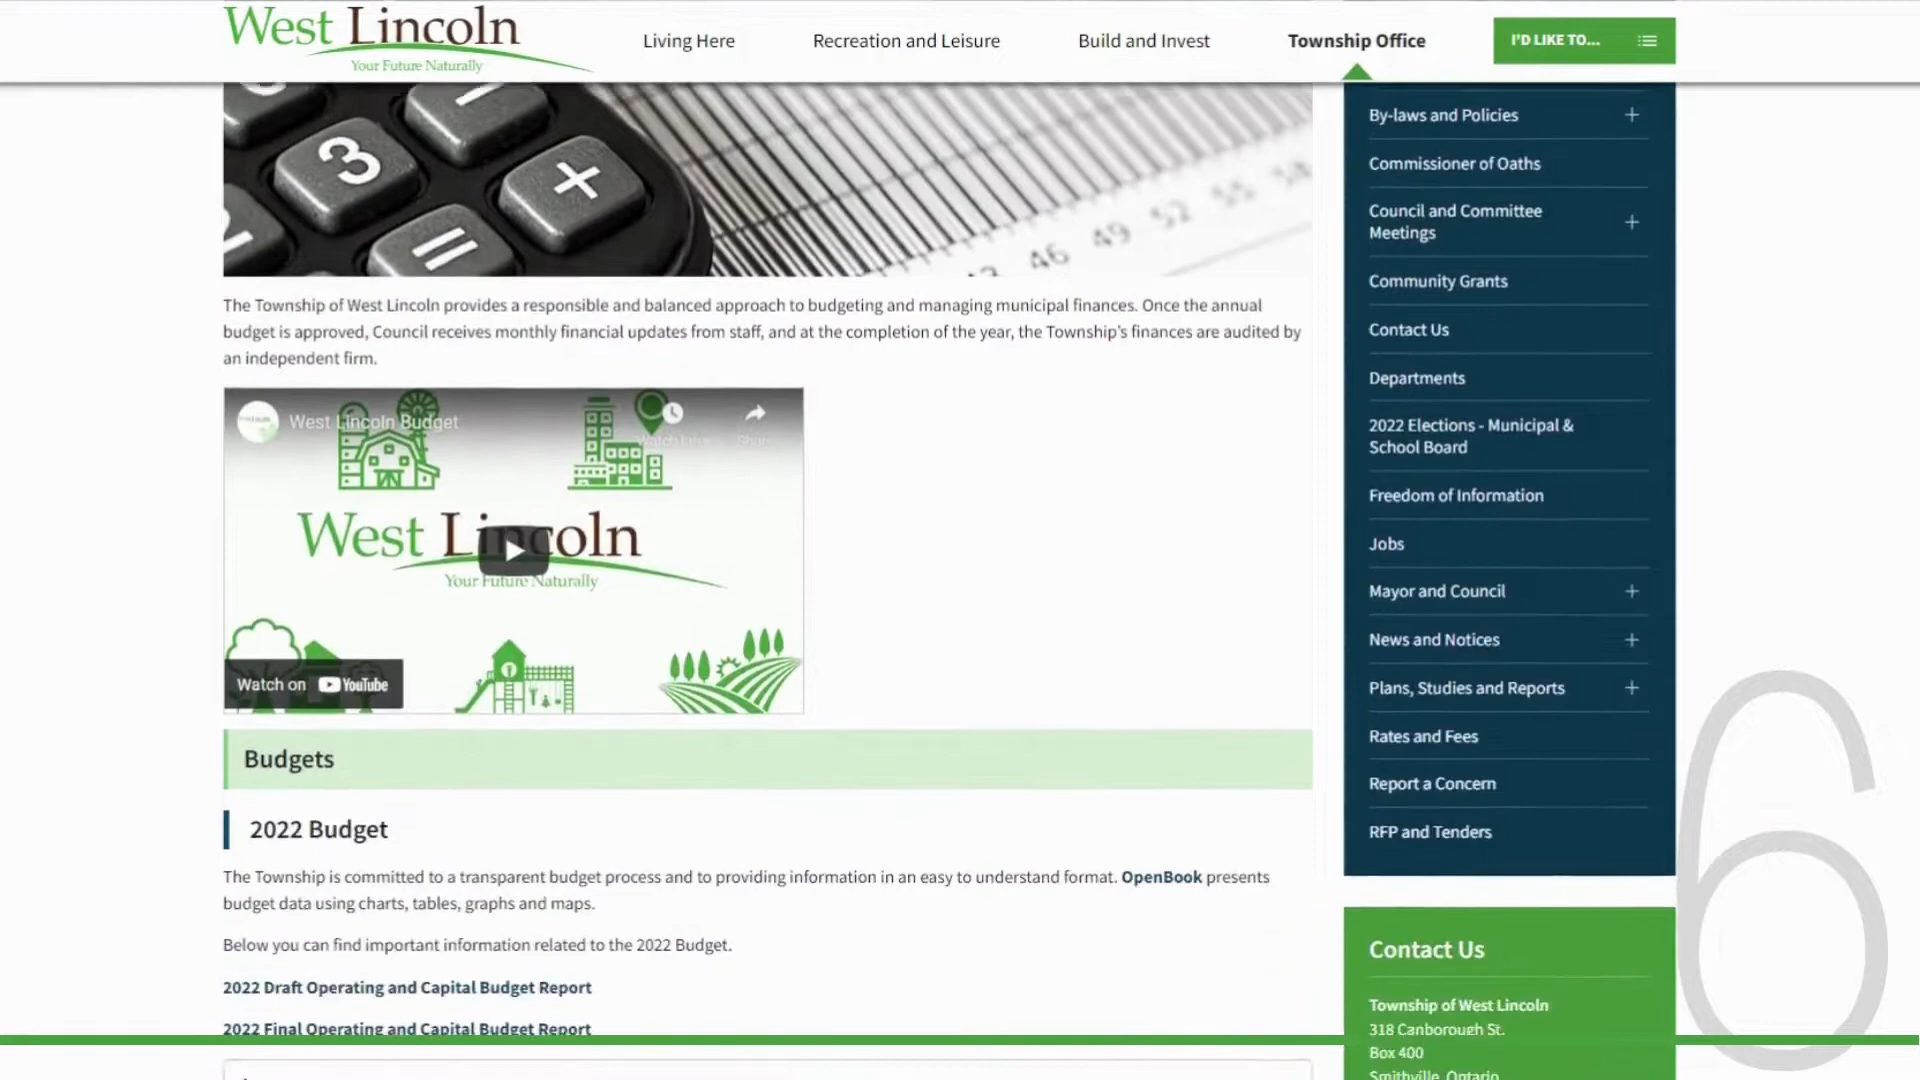 West Lincoln
Your Future Naturally
Living Here
Recreation and Leisure
Build and Invest
Township Office
I'D LIKE TO...
3
+
=
46 49 52 55 58
The Township of West Lincoln provides a responsible and balanced approach to budgeting and managing municipal finances. Once the annual
budget is approved, Council receives monthly financial updates from staff, and at the completion of the year, the Township's finances are audited by
an independent firm.
West Lincoln Budget
West Lincoln
Your Future Naturally
Watch on YouTube
Budgets
2022 Budget
The Township is committed to a transparent budget process and to providing information in an easy to understand format. OpenBook presents
budget data using charts, tables, graphs and maps.
Below you can find important information related to the 2022 Budget.
2022 Draft Operating and Capital Budget Report
2022 Final Operating and Capital Budget Report
By-laws and Policies
Commissioner of Oaths
Council and Committee
Meetings
Community Grants
Contact Us
Departments
2022 Elections - Municipal &
School Board
Freedom of Information
Jobs
Mayor and Council
News and Notices
Plans, Studies and Reports
Rates and Fees
Report a Concern
RFP and Tenders
Contact Us
Township of West Lincoln
318 Canborough St.
Box 400
Smithville, Ontario
6